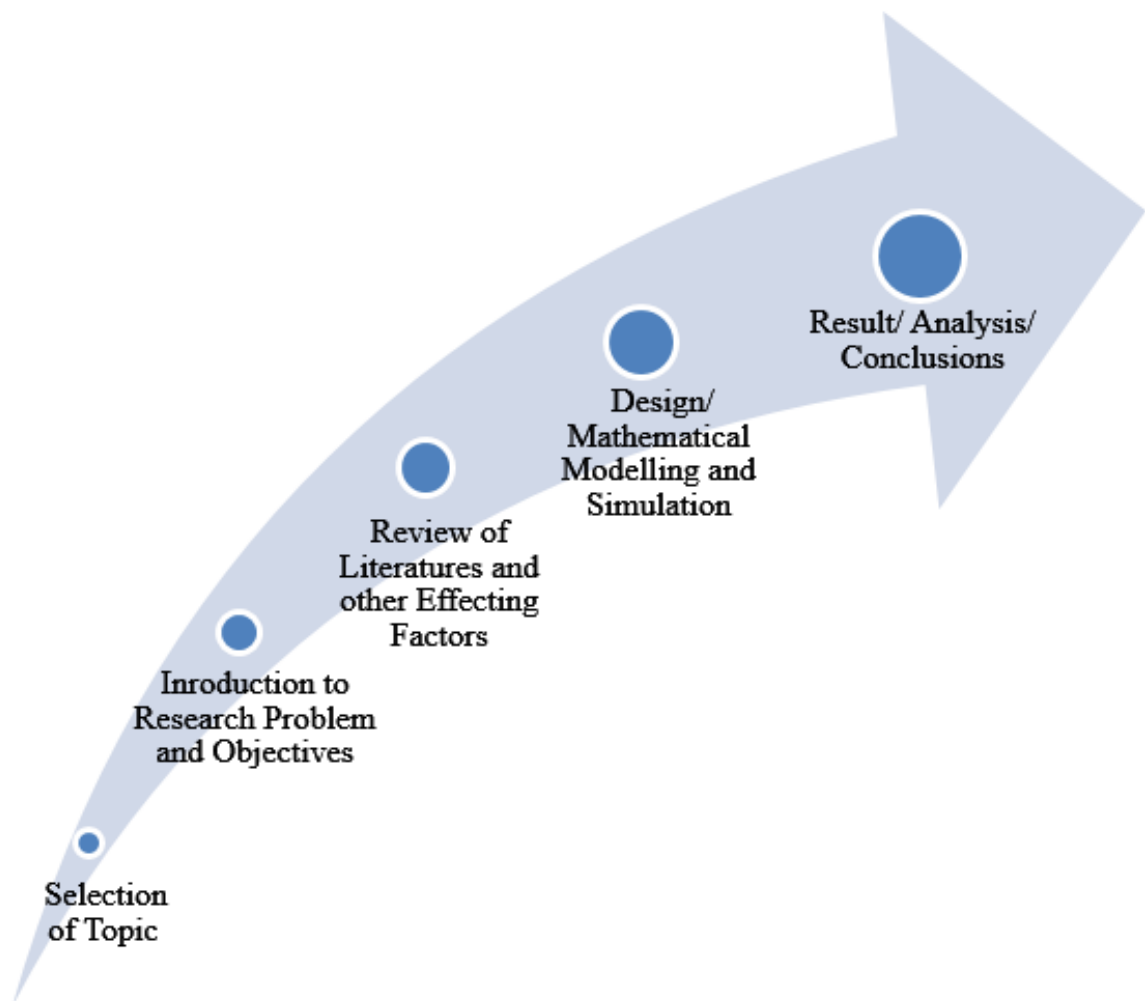 Selection
of Topic
Inroduction to
Research Problem
and Objectives
Review of
Literatures and
other Effecting
Factors
Design/
Mathematical
Modelling and
Simulation
Result/ Analysis/
Conclusions